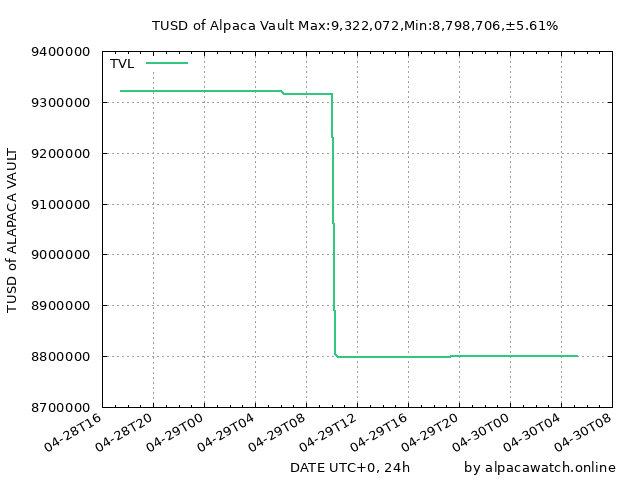 TUSD of Alpaca Vault Max:9,322,072,Min:8,798,706,±5.61%
TVL
9400000
9300000
9200000
9100000
9000000
8900000
8800000
8700000
TUSD of ALAPACA VAULT
04-28T16
04-28T20
04-29T00
04-29T04
04-29T08
04-29T12
04-29T16
04-29T20
04-30T00
04-30T04
04-30T08
DATE UTC+0, 24h
by alpacawatch.online